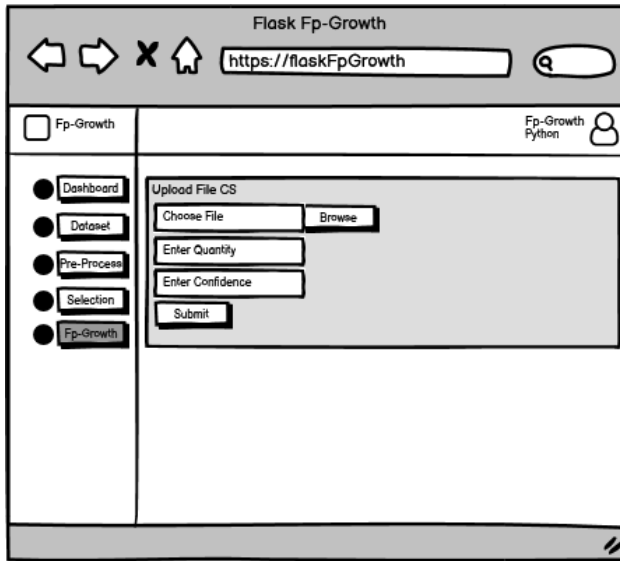 Flask Fp-Growth
https://flaskFpGrowth
Fp-Growth
Fp-Growth
Python
Dashboard
Dataset
Pre-Process
Selection
Fp-Growth
Upload File CS
Choose File
Browse
Enter Quantity
Enter Confidence
Submit